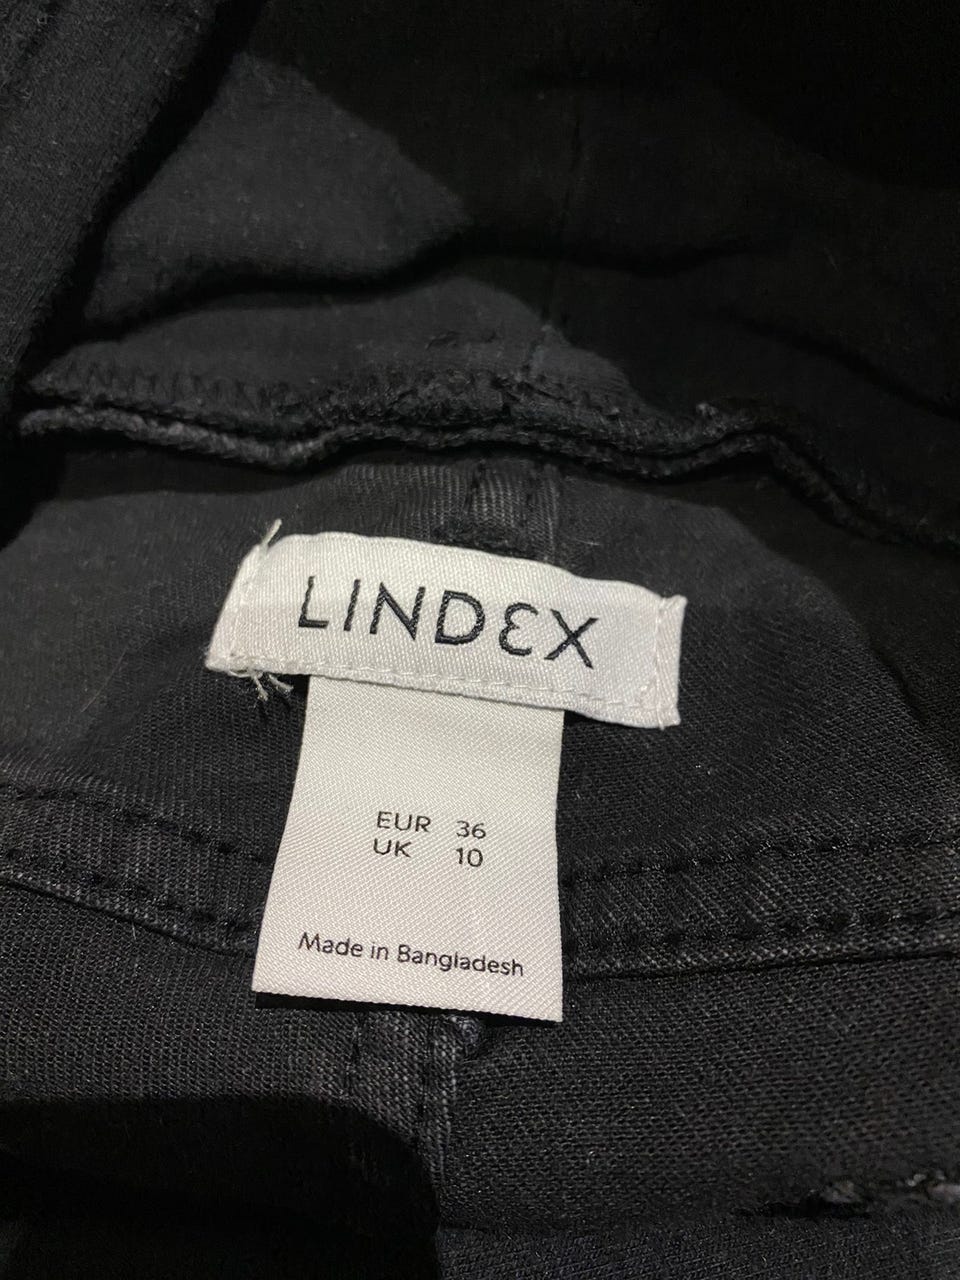 LINDEX
EUR 36
UK 10
Made in Bangladesh